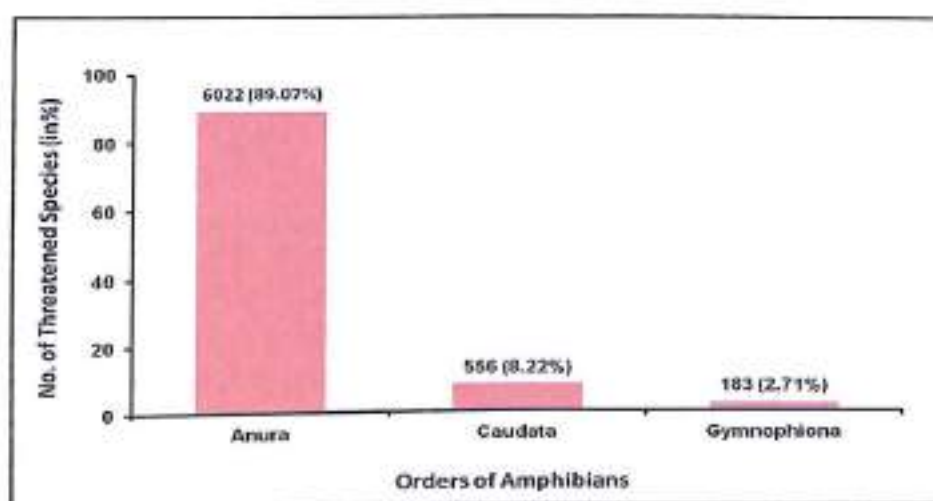 100
80
60
40
20
0
No. of Threatened Species (in%)
6022 (89.07%)
556 (8.22%)
183 (2.71%)
Anura
Caudata
Gymnophiona
Orders of Amphibians